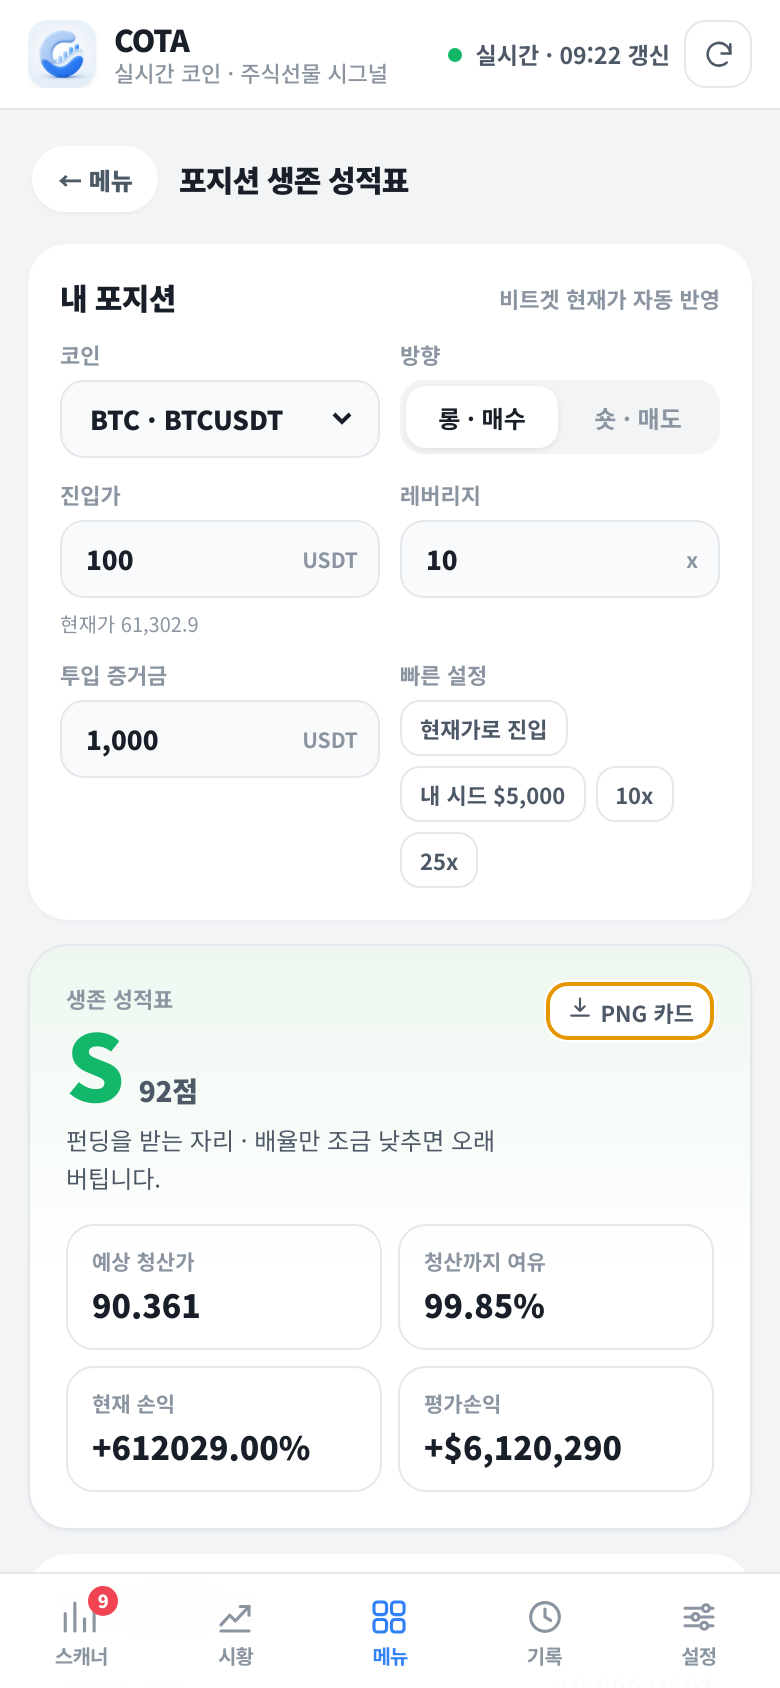 COTA
실시간 코인 · 주식선물 시그널
실시간 · 09:22 갱신
← 메뉴
포지션 생존 성적표
내 포지션
비트겟 현재가 자동 반영
코인
방향
BTC · BTCUSDT
롱 · 매수
숏 · 매도
진입가
레버리지
100 USDT
10 x
현재가 61,302.9
투입 증거금
빠른 설정
1,000 USDT
현재가로 진입
내 시드 $5,000
10x
25x
생존 성적표
PNG 카드
S 92점
펀딩을 받는 자리 · 배율만 조금 낮추면 오래
버팁니다.
예상 청산가
90.361
청산까지 여유
99.85%
현재 손익
+612029.00%
평가손익
+$6,120,290
9
스캐너
시황
메뉴
기록
설정